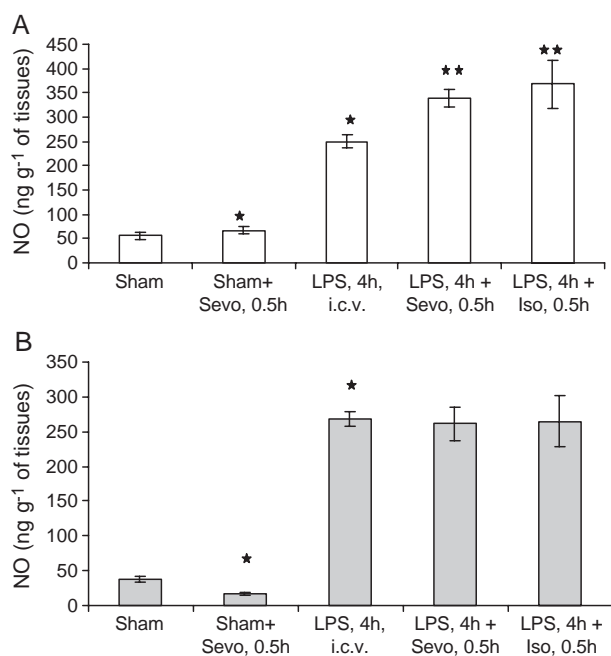 A
NO (ng g⁻¹ of tissues)
450
400
350
300
250
200
150
100
50
0
★
★
★★
★★
Sham
Sham+
Sevo, 0.5h
LPS, 4h,
i.c.v.
LPS, 4h +
Sevo, 0.5h
LPS, 4h +
Iso, 0.5h
B
NO (ng g⁻¹ of tissues)
350
300
250
200
150
100
50
0
★
★
Sham
Sham+
Sevo, 0.5h
LPS, 4h,
i.c.v.
LPS, 4h +
Sevo, 0.5h
LPS, 4h +
Iso, 0.5h